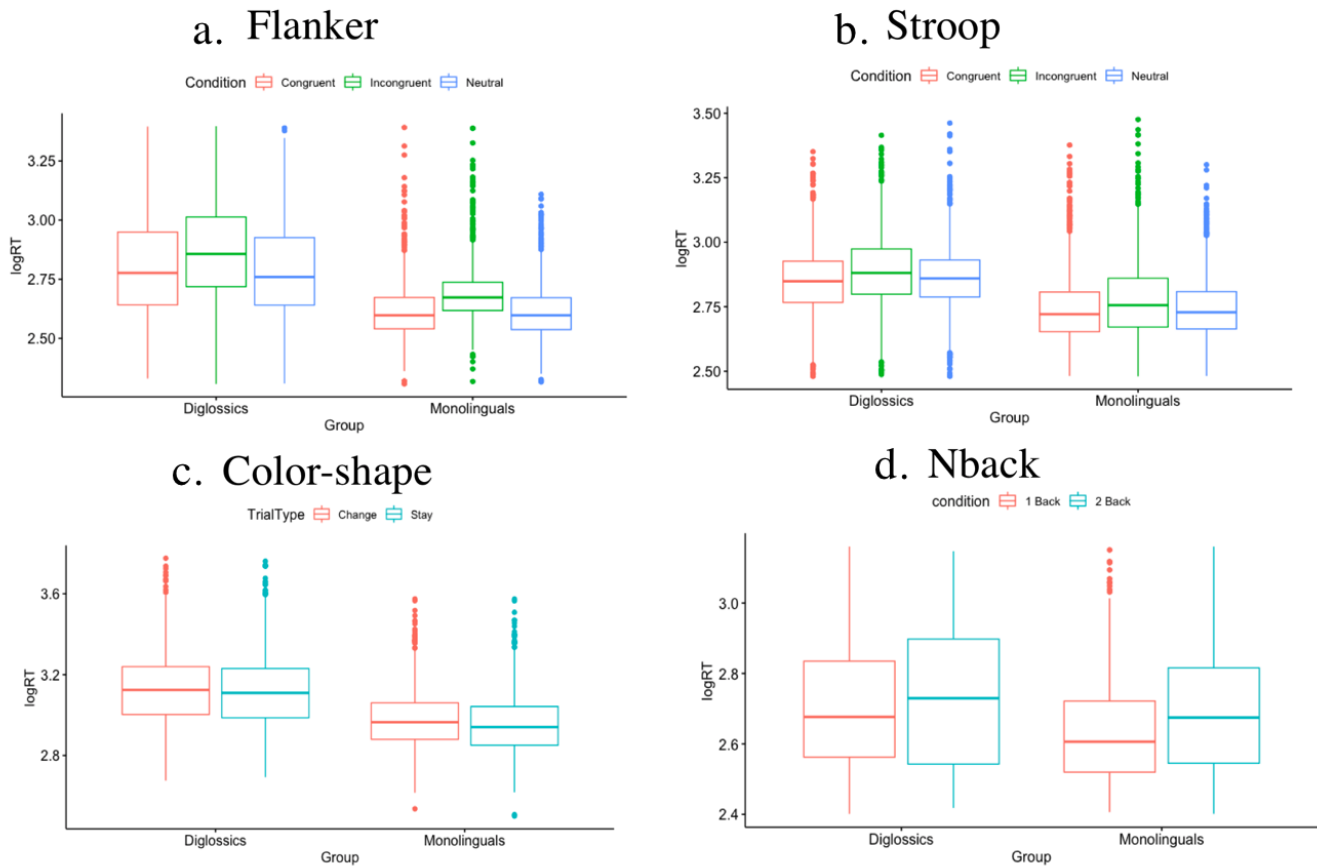 a. Flanker
Condition Congruent Incongruent Neutral
3.25
3.00
2.75
2.50
logRT
Diglossics Monolinguals
Group
b. Stroop
Condition Congruent Incongruent Neutral
3.50
3.25
3.00
2.75
2.50
logRT
Diglossics Monolinguals
Group
c. Color-shape
TrialType Change Stay
3.6
3.2
2.8
logRT
Diglossics Monolinguals
Group
d. Nback
condition 1 Back 2 Back
3.0
2.8
2.6
2.4
logRT
Diglossics Monolinguals
Group